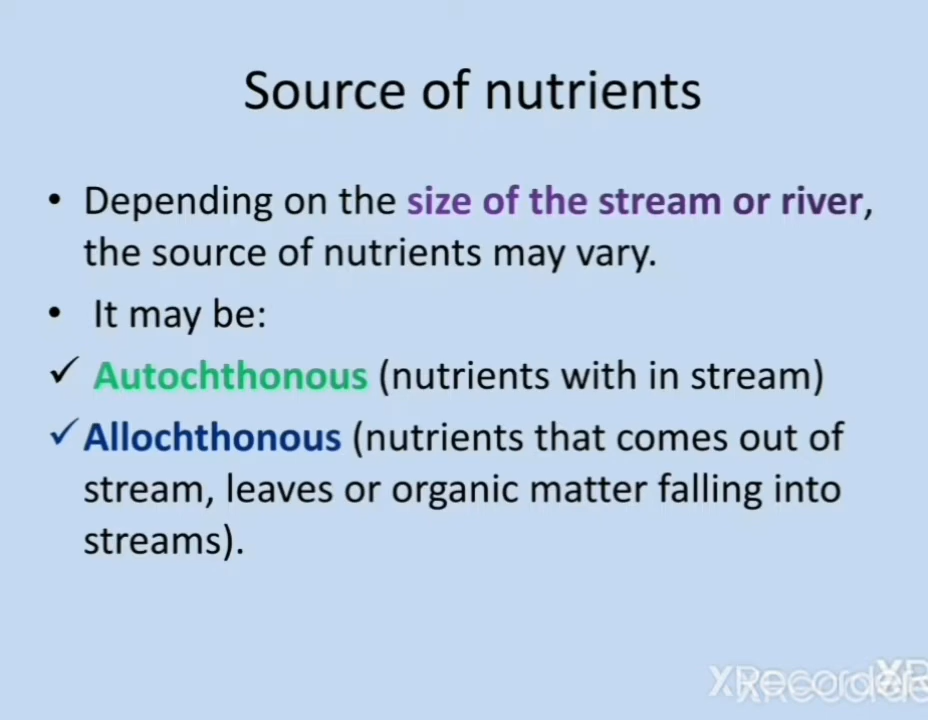 Source of nutrients
• Depending on the size of the stream or river,
the source of nutrients may vary.
• It may be:
✓ Autochthonous (nutrients with in stream)
✓ Allochthonous (nutrients that comes out of
stream, leaves or organic matter falling into
streams).
XRecorder